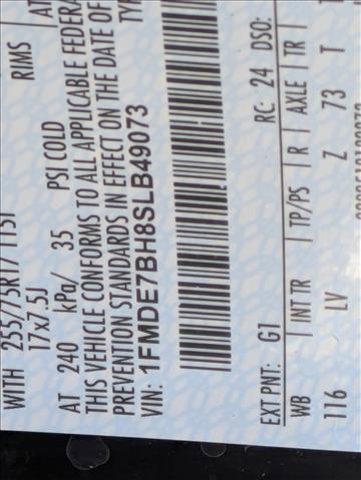 WITH 255/75R17 115T
17x7.5J RIMS
AT 240 kPa/ 35 PSI COLD AT
THIS VEHICLE CONFORMS TO ALL APPLICABLE FEDERA
PREVENTION STANDARDS IN EFFECT ON THE DATE OF
VIN: 1FMDE7BH8SLB49073 TYP
EXT PNT: G1 RC: 24 DSO:
WB | INT TR | TP/PS | R | AXLE | TR |
116 LV Z 73 T